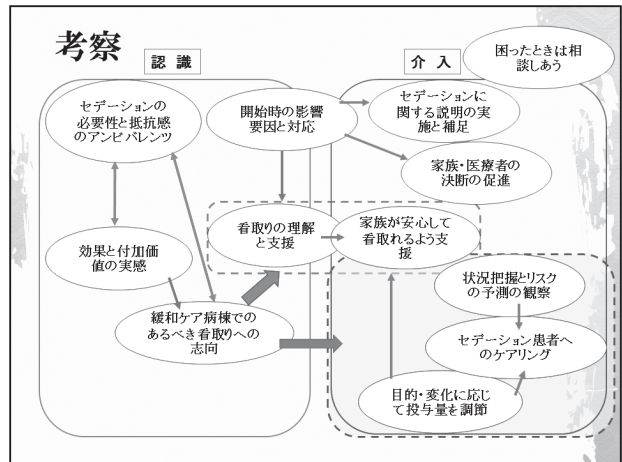 考察
認 識
介 入
困ったときは相
談しあう
セデーションの
必要性と抵抗感
のアンビバレンツ
開始時の影響
要因と対応
セデーションに
関する説明の実
施と補足
家族・医療者の
決断の促進
看取りの理解
と支援
家族が安心して
看取れるよう支
援
効果と付加価
値の実感
状況把握とリスク
の予測の観察
緩和ケア病棟での
あるべき看取りへの
志向
セデーション患者へ
のケアリング
目的・変化に応じ
て投与量を調節